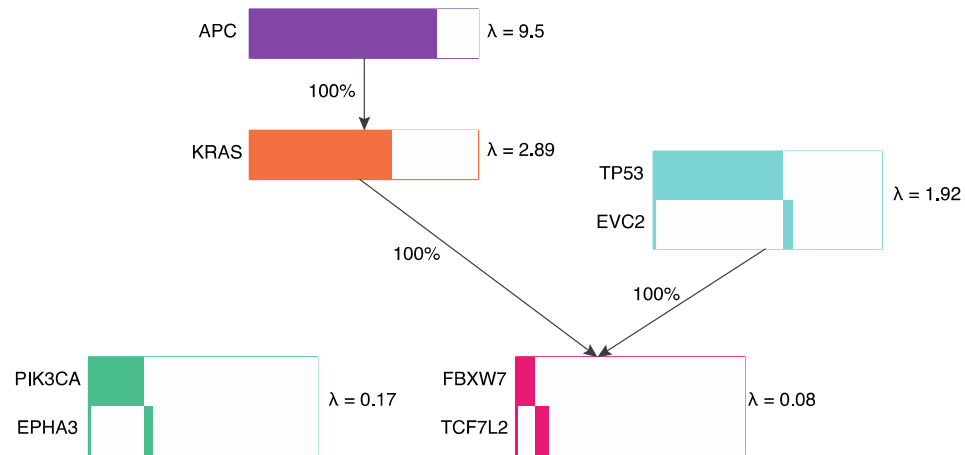 APC
λ = 9.5
100%
KRAS
λ = 2.89
TP53
EVC2
λ = 1.92
100%
100%
PIK3CA
EPHA3
λ = 0.17
FBXW7
TCF7L2
λ = 0.08